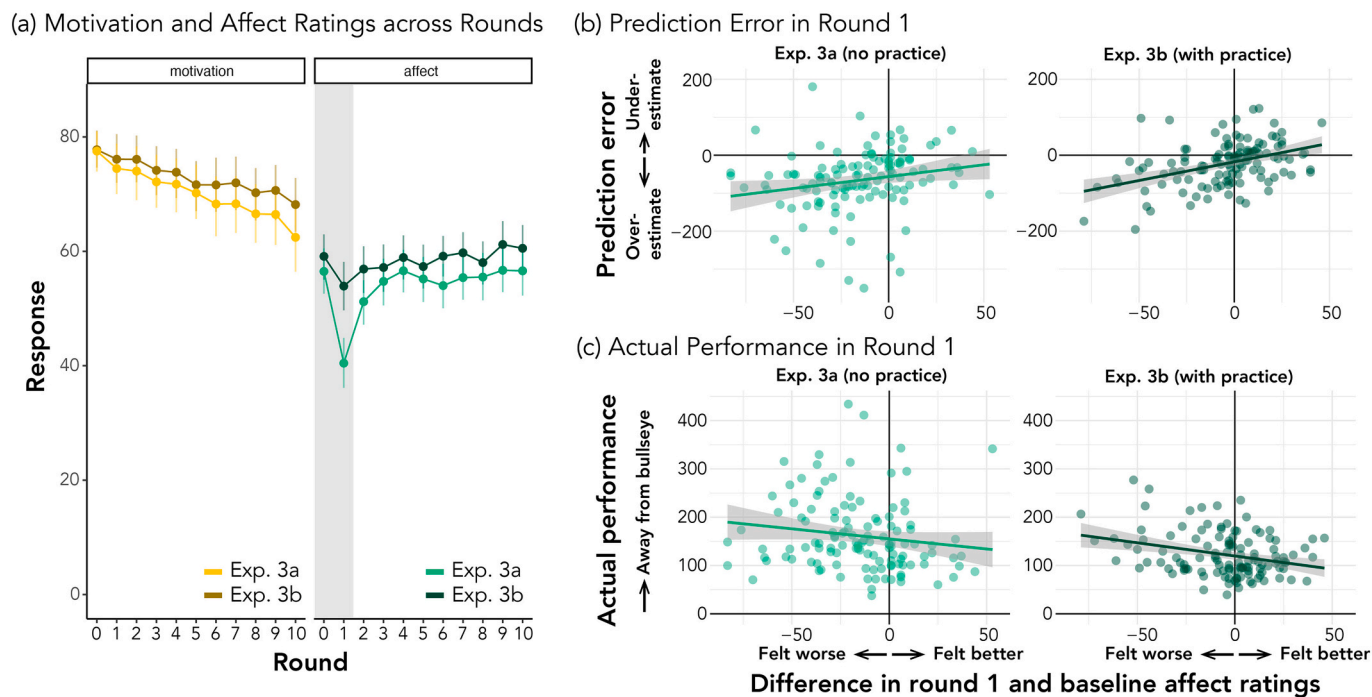 (a) Motivation and Affect Ratings across Rounds
motivation
affect
Response
80
60
40
20
0
Exp. 3a
Exp. 3b
Exp. 3a
Exp. 3b
0 1 2 3 4 5 6 7 8 9 10
0 1 2 3 4 5 6 7 8 9 10
Round
(b) Prediction Error in Round 1
Exp. 3a (no practice)
Exp. 3b (with practice)
Prediction error
Over-
estimate
Under-
estimate
200
0
−200
−50 0 50
200
0
−200
−50 0 50
(c) Actual Performance in Round 1
Exp. 3a (no practice)
Exp. 3b (with practice)
Actual performance
Away from bullseye
400
300
200
100
0
−50 0 50
400
300
200
100
0
−50 0 50
Felt worse Felt better
Felt worse Felt better
Difference in round 1 and baseline affect ratings